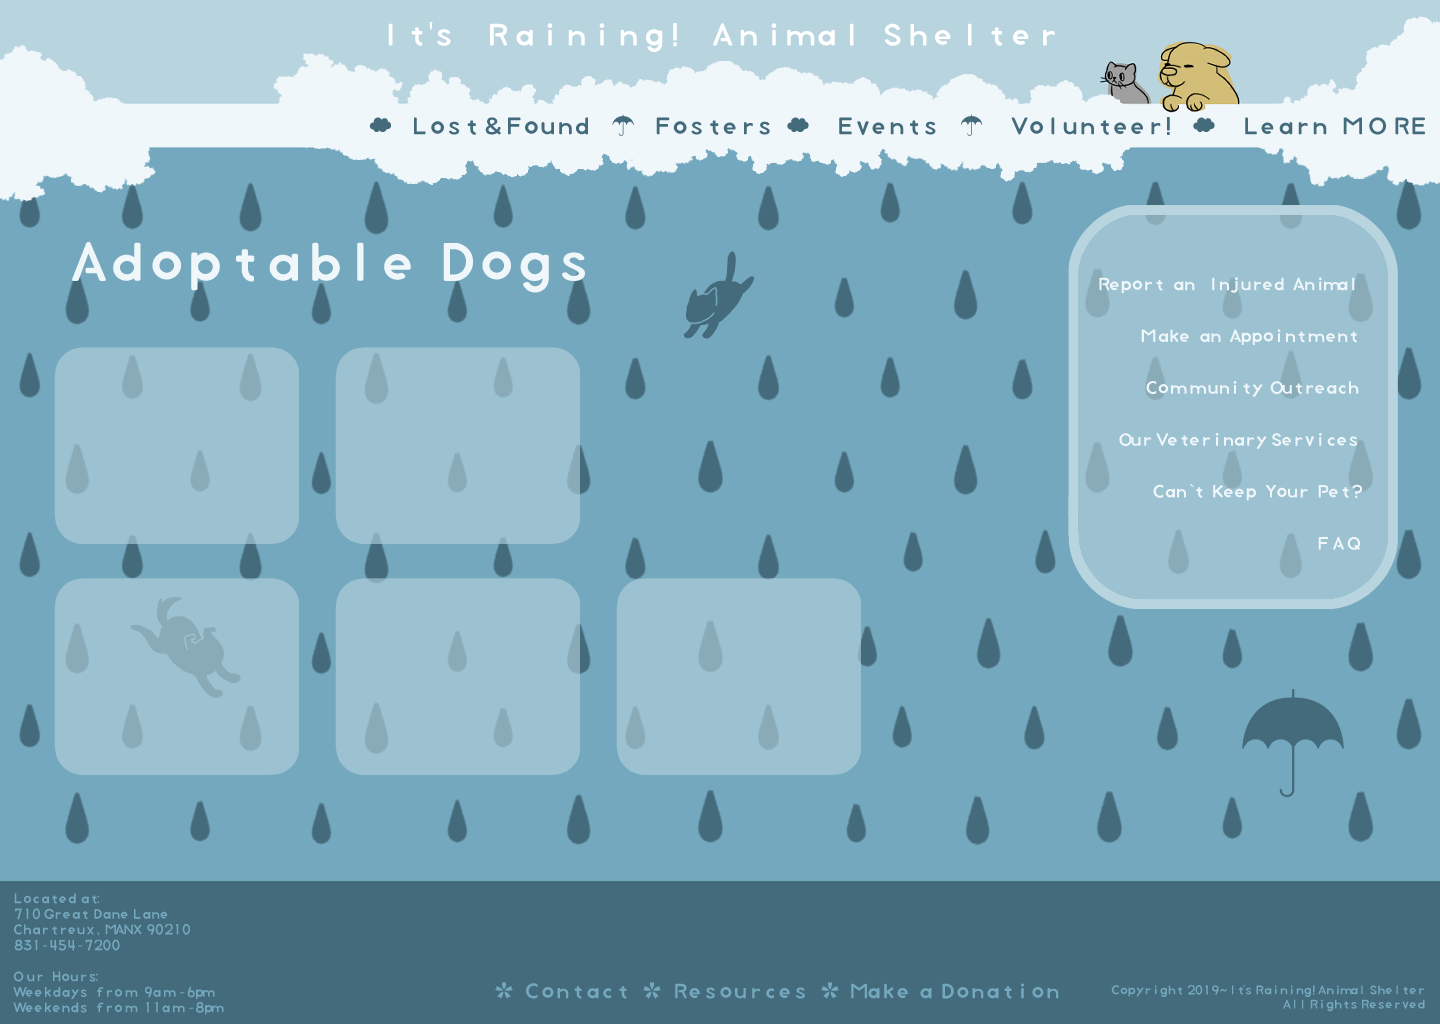 It's Raining! Animal Shelter
Lost&Found Fosters Events Volunteer! Learn MORE
Adoptable Dogs
Report an Injured Animal
Make an Appointment
Community Outreach
Our Veterinary Services
Can`t Keep Your Pet?
FAQ
Located at:
710 Great Dane Lane
Chartreux, MANX 90210
831-454-7200
Our Hours:
Weekdays from 9am-6pm
Weekends from 11am-8pm
✲ Contact ✲ Resources ✲ Make a Donation
Copyright 2019~It's Raining! Animal Shelter
All Rights Reserved